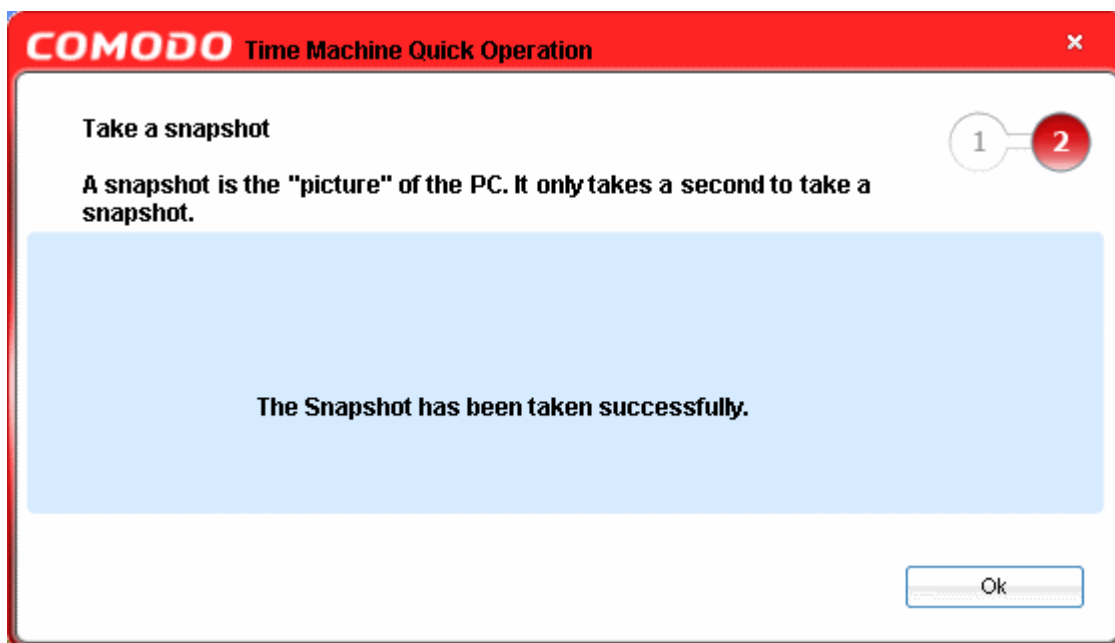 COMODO Time Machine Quick Operation
Take a snapshot
1 2
A snapshot is the "picture" of the PC. It only takes a second to take a
snapshot.
The Snapshot has been taken successfully.
Ok